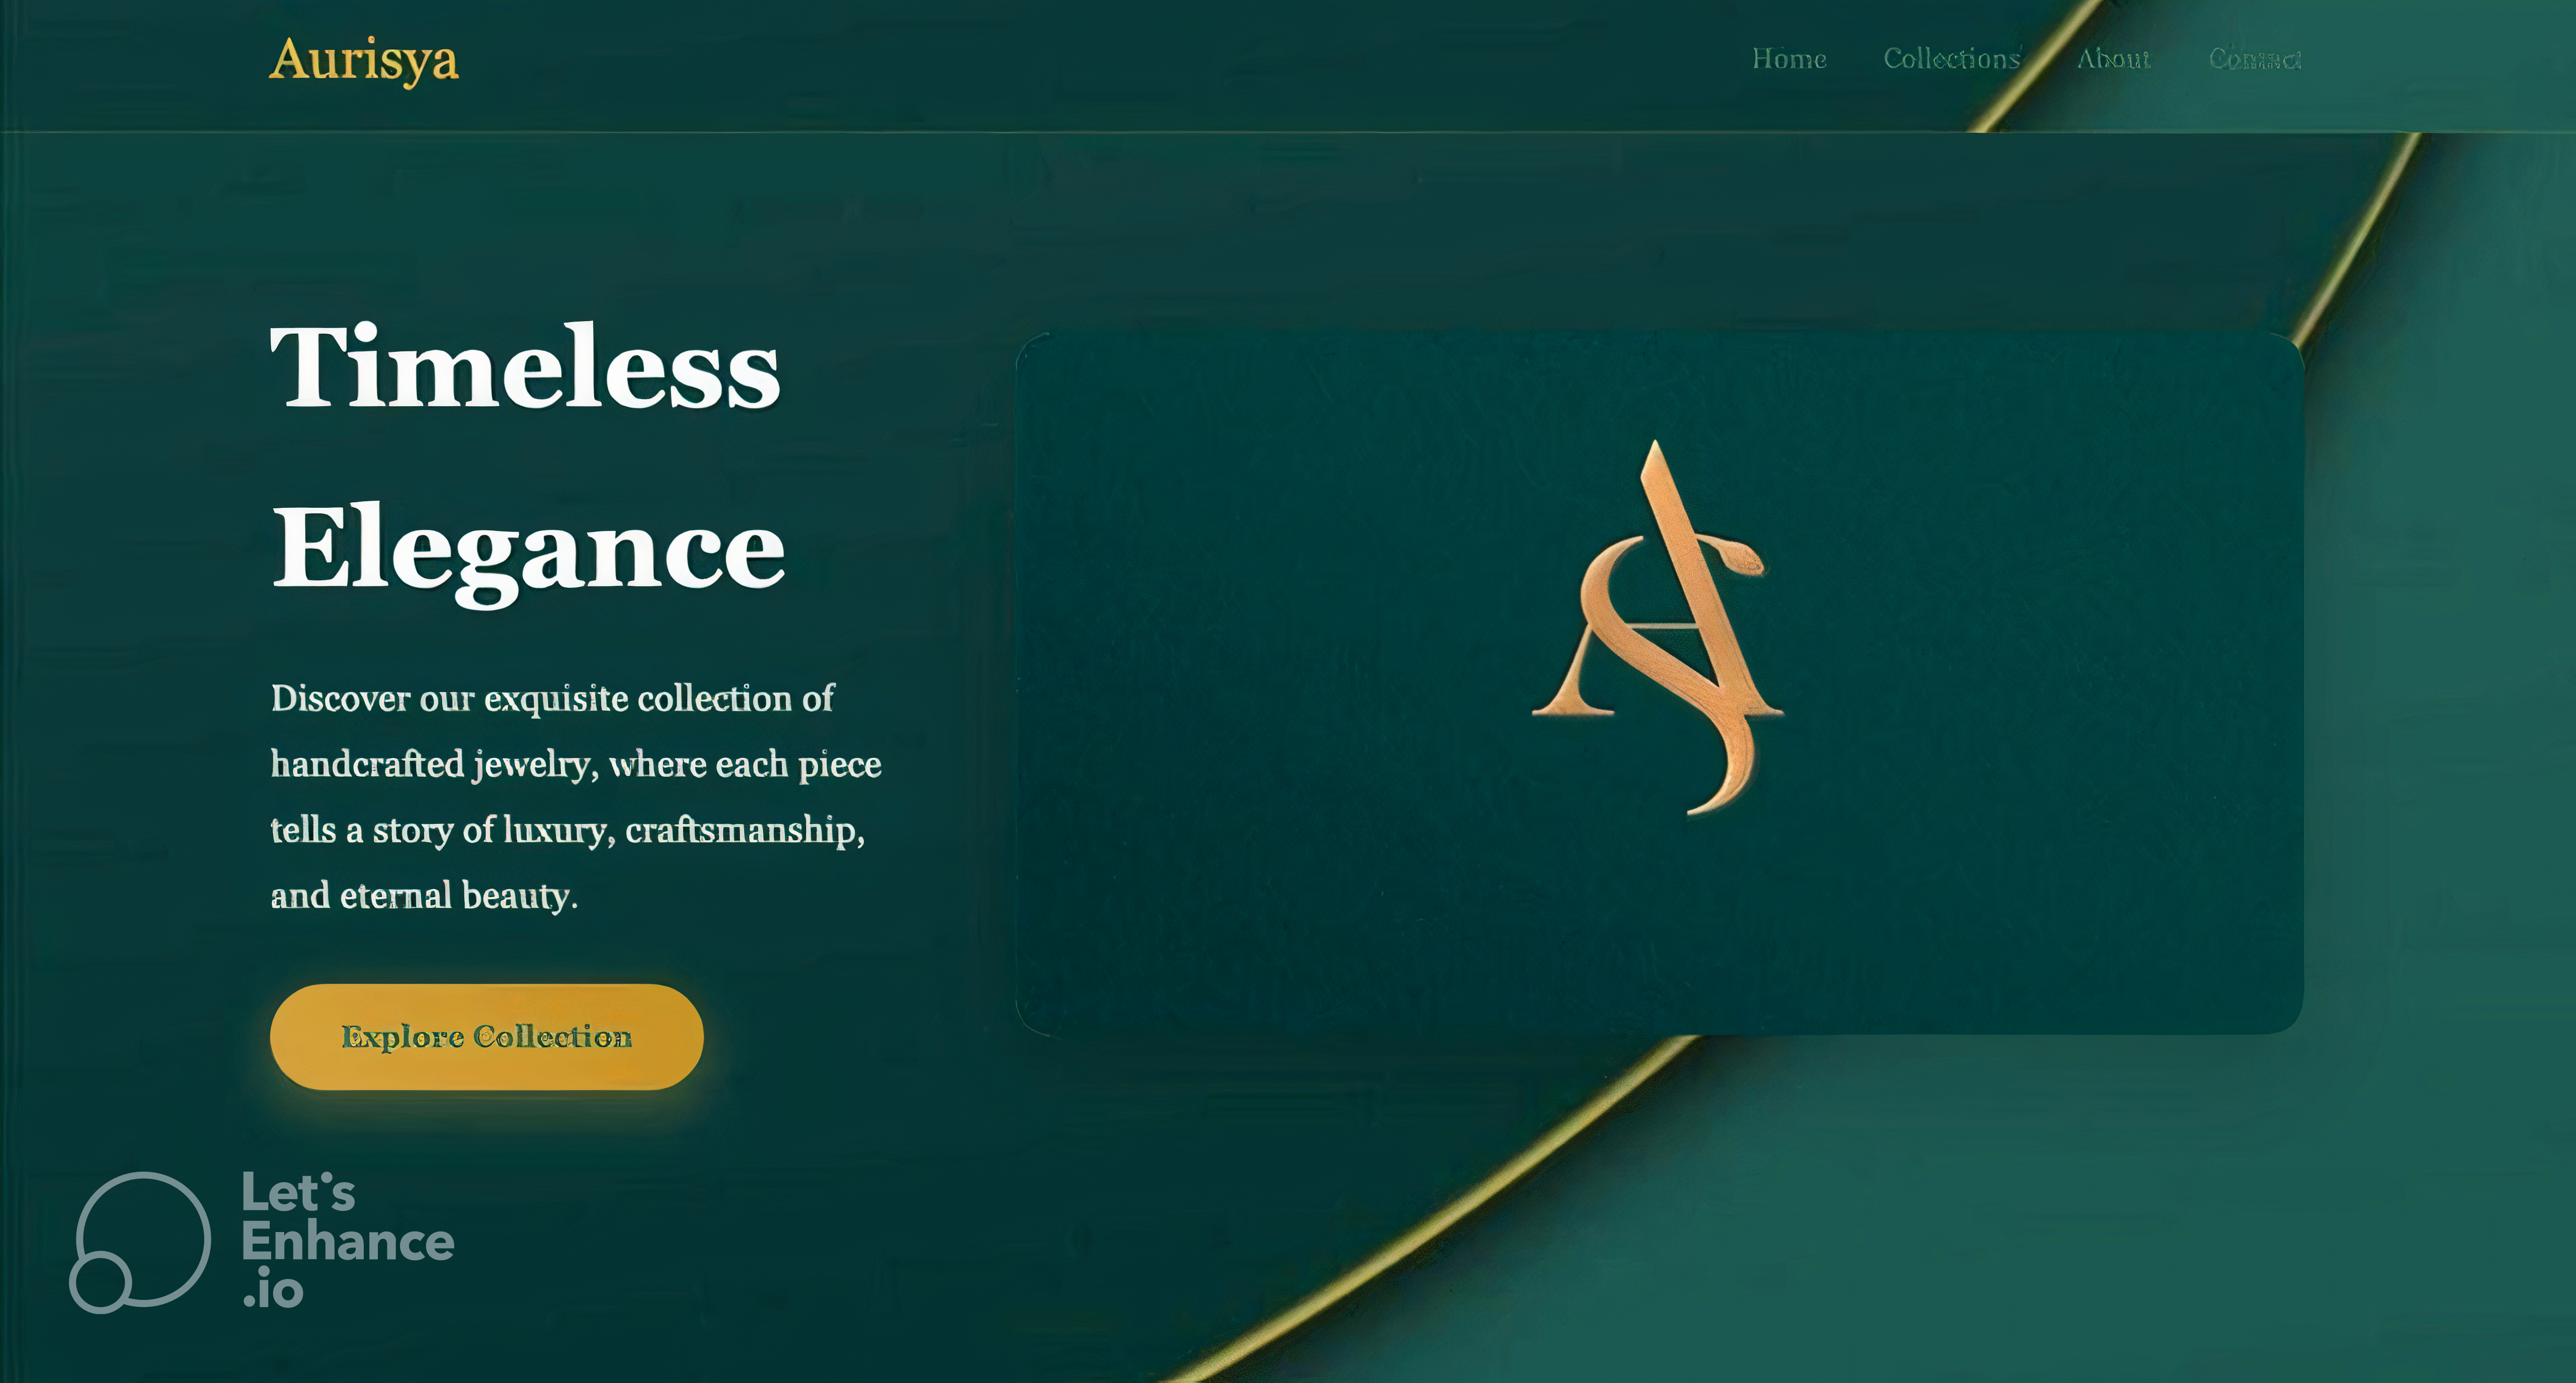 Aurisya
Home Collections About Contact
Timeless
Elegance
Discover our exquisite collection of
handcrafted jewelry, where each piece
tells a story of luxury, craftsmanship,
and eternal beauty.
Explore Collection
Let's
Enhance
.io